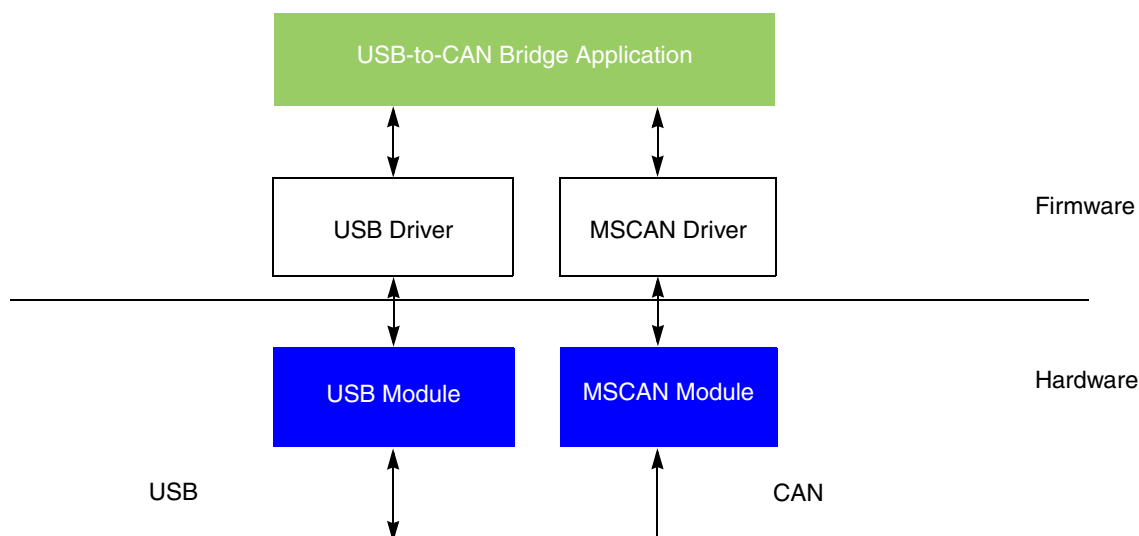 USB-to-CAN Bridge Application
USB Driver
MSCAN Driver
Firmware
USB Module
MSCAN Module
Hardware
USB
CAN